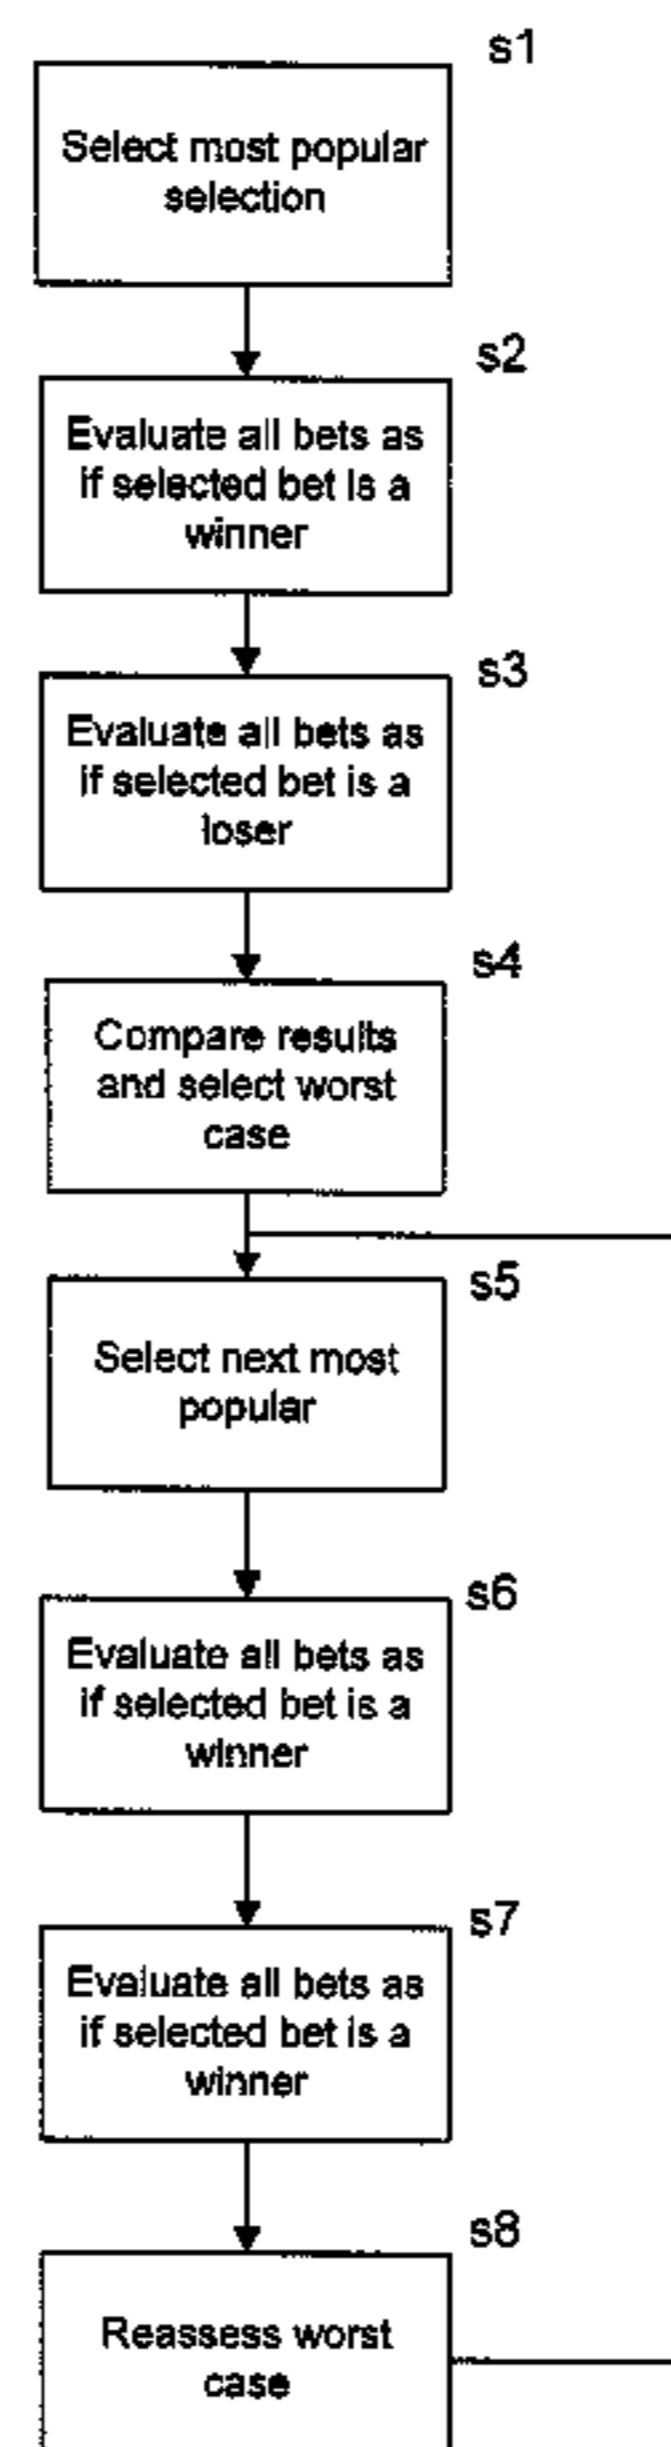 s1
Select most popular
selection
s2
Evaluate all bets as
if selected bet is a
winner
s3
Evaluate all bets as
if selected bet is a
loser
s4
Compare results
and select worst
case
s5
Select next most
popular
s6
Evaluate all bets as
if selected bet is a
winner
s7
Evaluate all bets as
if selected bet is a
winner
s8
Reassess worst
case